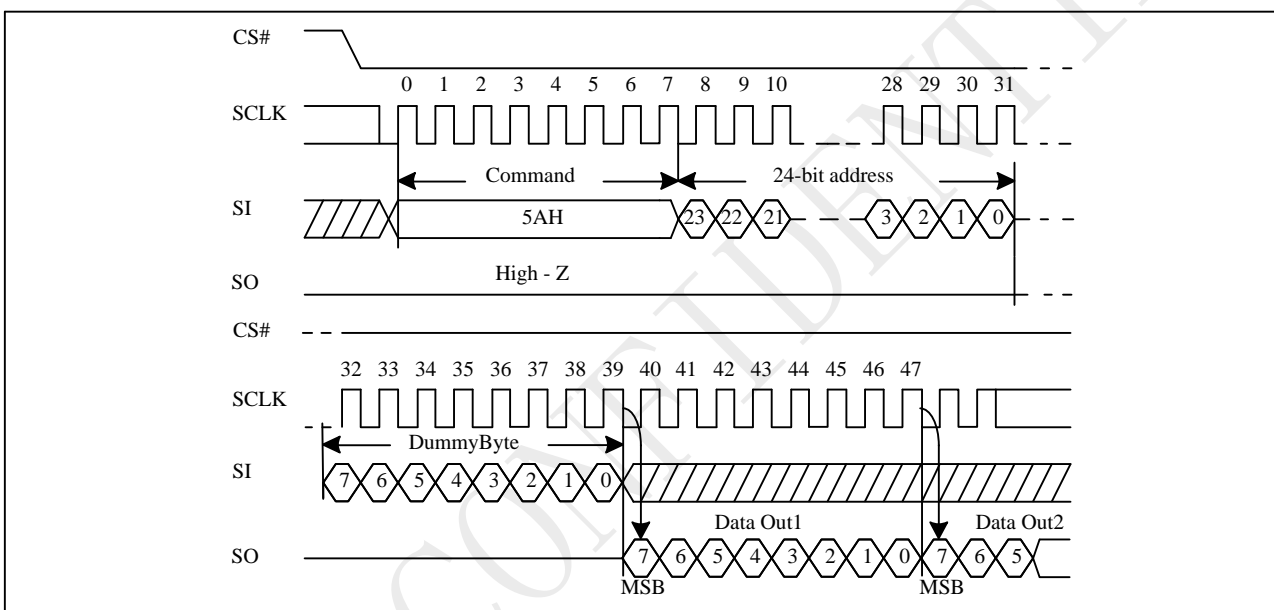 CS#
0 1 2 3 4 5 6 7 8 9 10 28 29 30 31
SCLK
Command 24-bit address
SI 5AH 23 22 21 3 2 1 0
High - Z
SO
CS#
32 33 34 35 36 37 38 39 40 41 42 43 44 45 46 47
SCLK
DummyByte
SI 7 6 5 4 3 2 1 0
Data Out1 Data Out2
SO 7 6 5 4 3 2 1 0 7 6 5
MSB MSB
CONFIDENTI